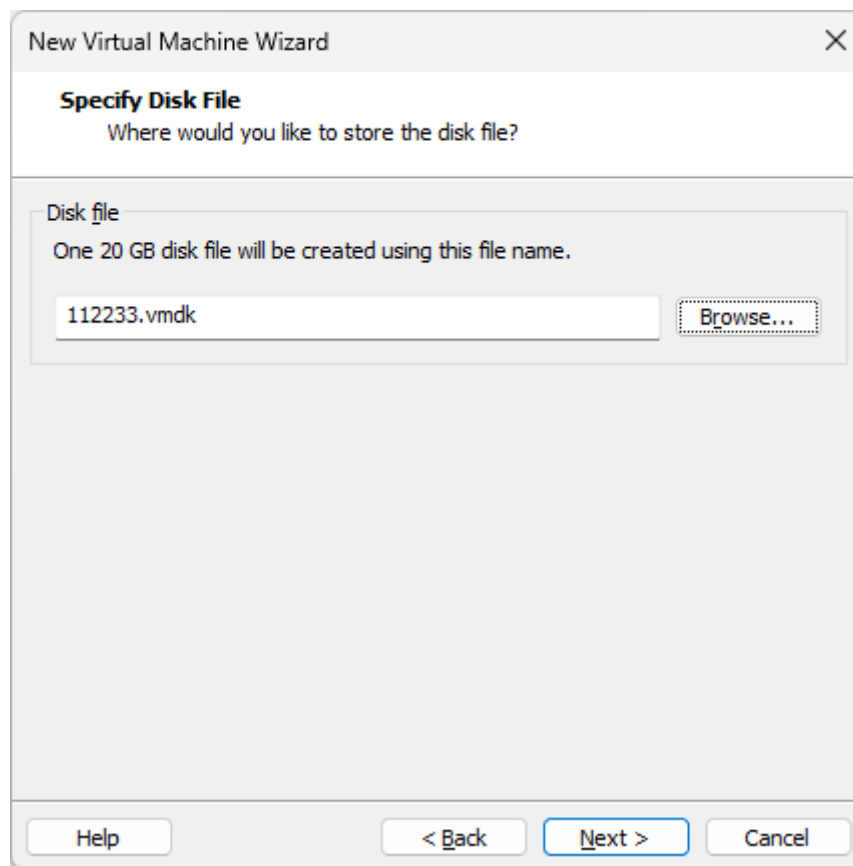 New Virtual Machine Wizard
Specify Disk File
Where would you like to store the disk file?
Disk file
One 20 GB disk file will be created using this file name.
112233.vmdk Browse...
Help < Back Next > Cancel